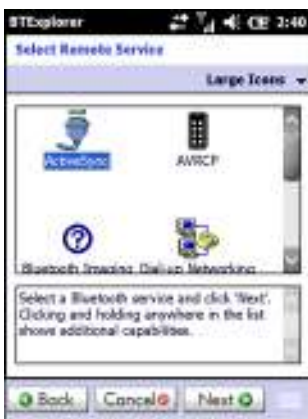 BTExplorer 2:40
Select Remote Service
Large Icons
ActiveSync AVRCP
Bluetooth Imaging Dial-up Networking
Select a Bluetooth service and click 'Next'.
Clicking and holding anywhere in the list
shows additional capabilities.
Back Cancel Next